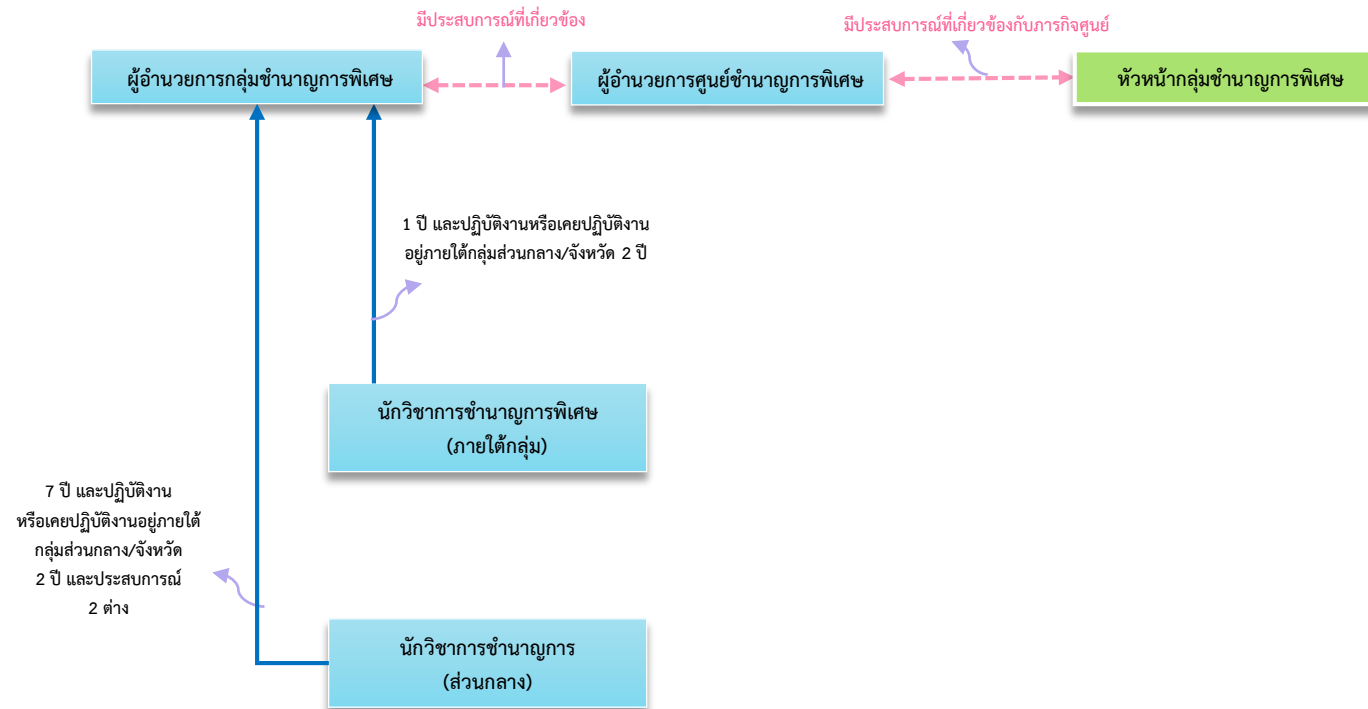 มีประสบการณ์ที่เกี่ยวข้อง
มีประสบการณ์ที่เกี่ยวข้องกับภารกิจศูนย์
ผู้อำนวยการกลุ่มชำนาญการพิเศษ
ผู้อำนวยการศูนย์ชำนาญการพิเศษ
หัวหน้ากลุ่มชำนาญการพิเศษ
1 ปี และปฏิบัติงานหรือเคยปฏิบัติงาน
อยู่ภายใต้กลุ่มส่วนกลาง/จังหวัด 2 ปี
นักวิชาการชำนาญการพิเศษ
(ภายใต้กลุ่ม)
7 ปี และปฏิบัติงาน
หรือเคยปฏิบัติงานอยู่ภายใต้
กลุ่มส่วนกลาง/จังหวัด
2 ปี และประสบการณ์
2 ต่าง
นักวิชาการชำนาญการ
(ส่วนกลาง)